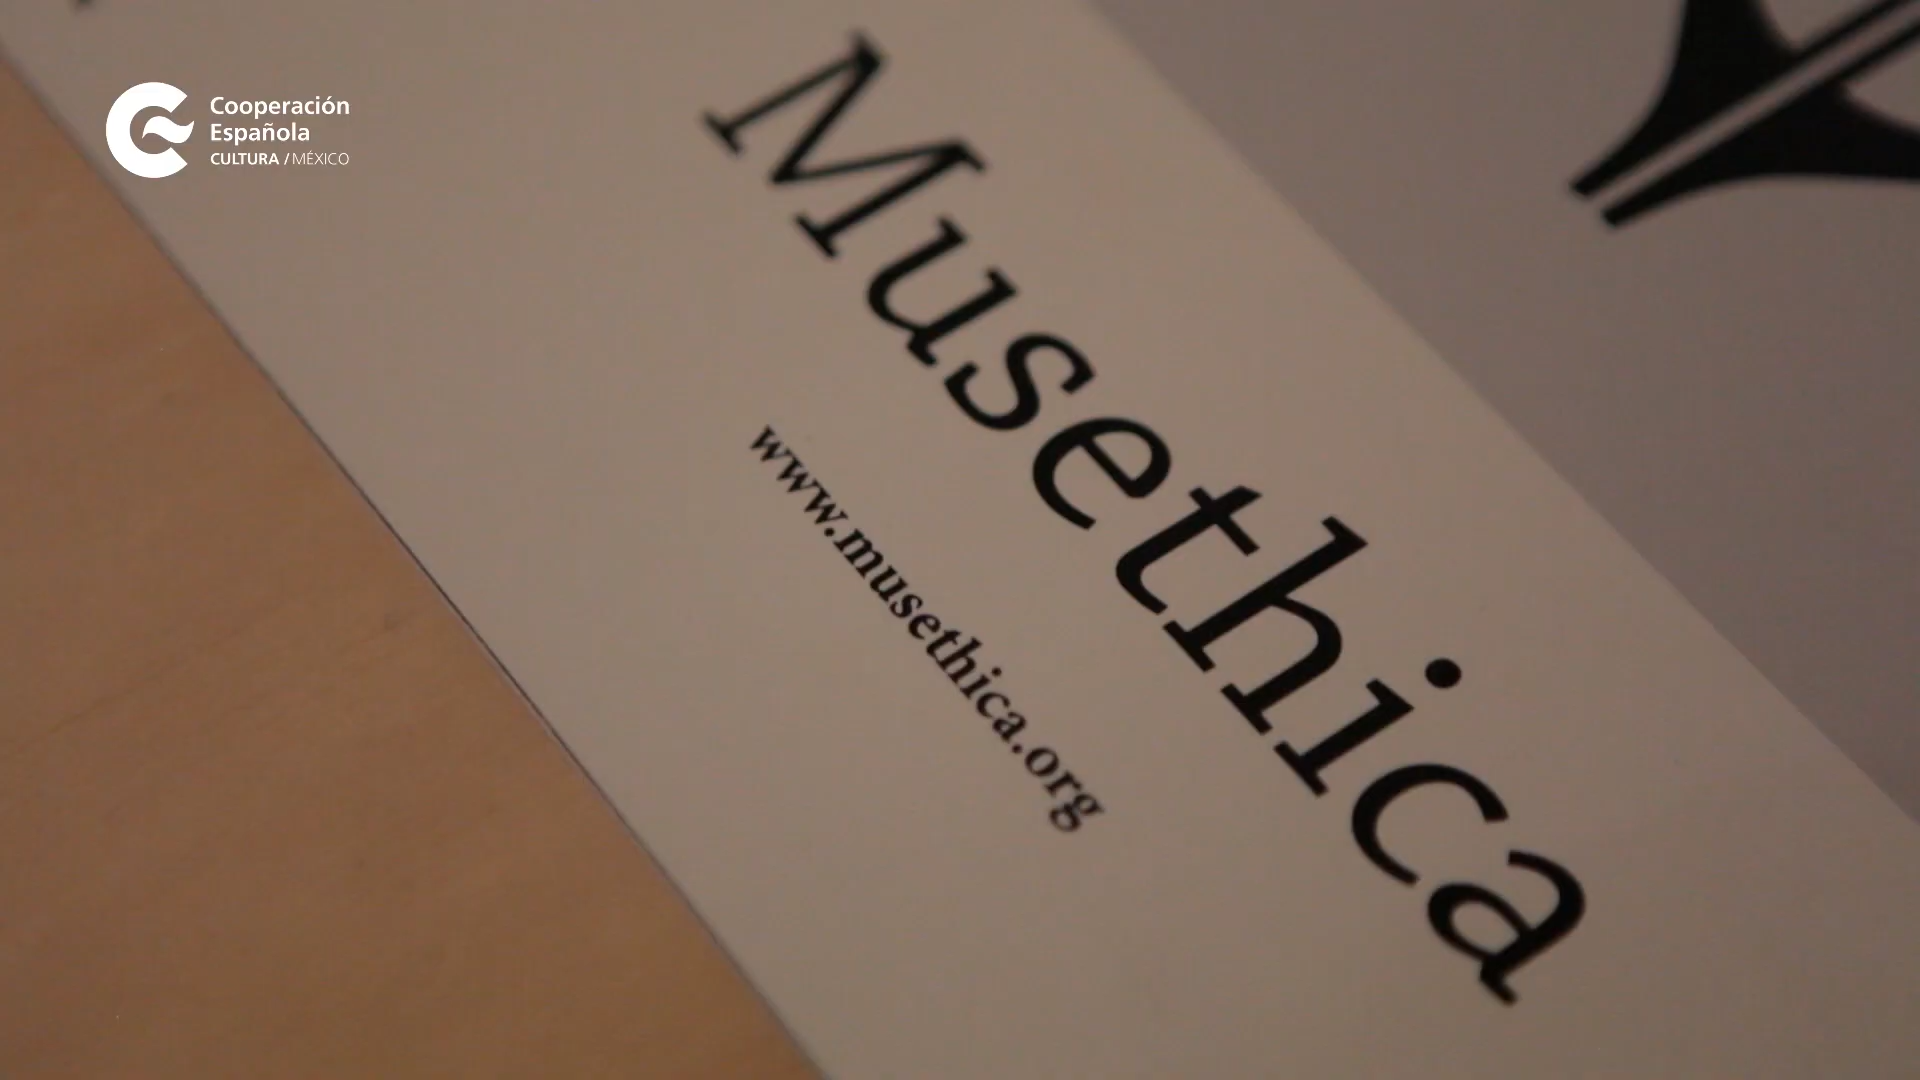 Cooperación
Española
CULTURA / MÉXICO
Musethica
www.musethica.org